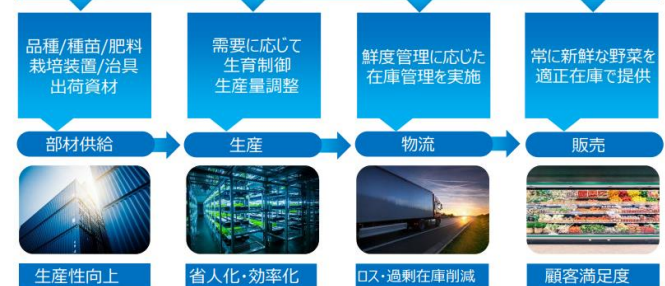 品種/種苗/肥料
栽培装置/治具
出荷資材
需要に応じて
生育制御
生産量調整
鮮度管理に応じた
在庫管理を実施
常に新鮮な野菜を
適正在庫で提供
部材供給
生産
物流
販売
生産性向上
省人化・効率化
ロス・過剰在庫削減
顧客満足度